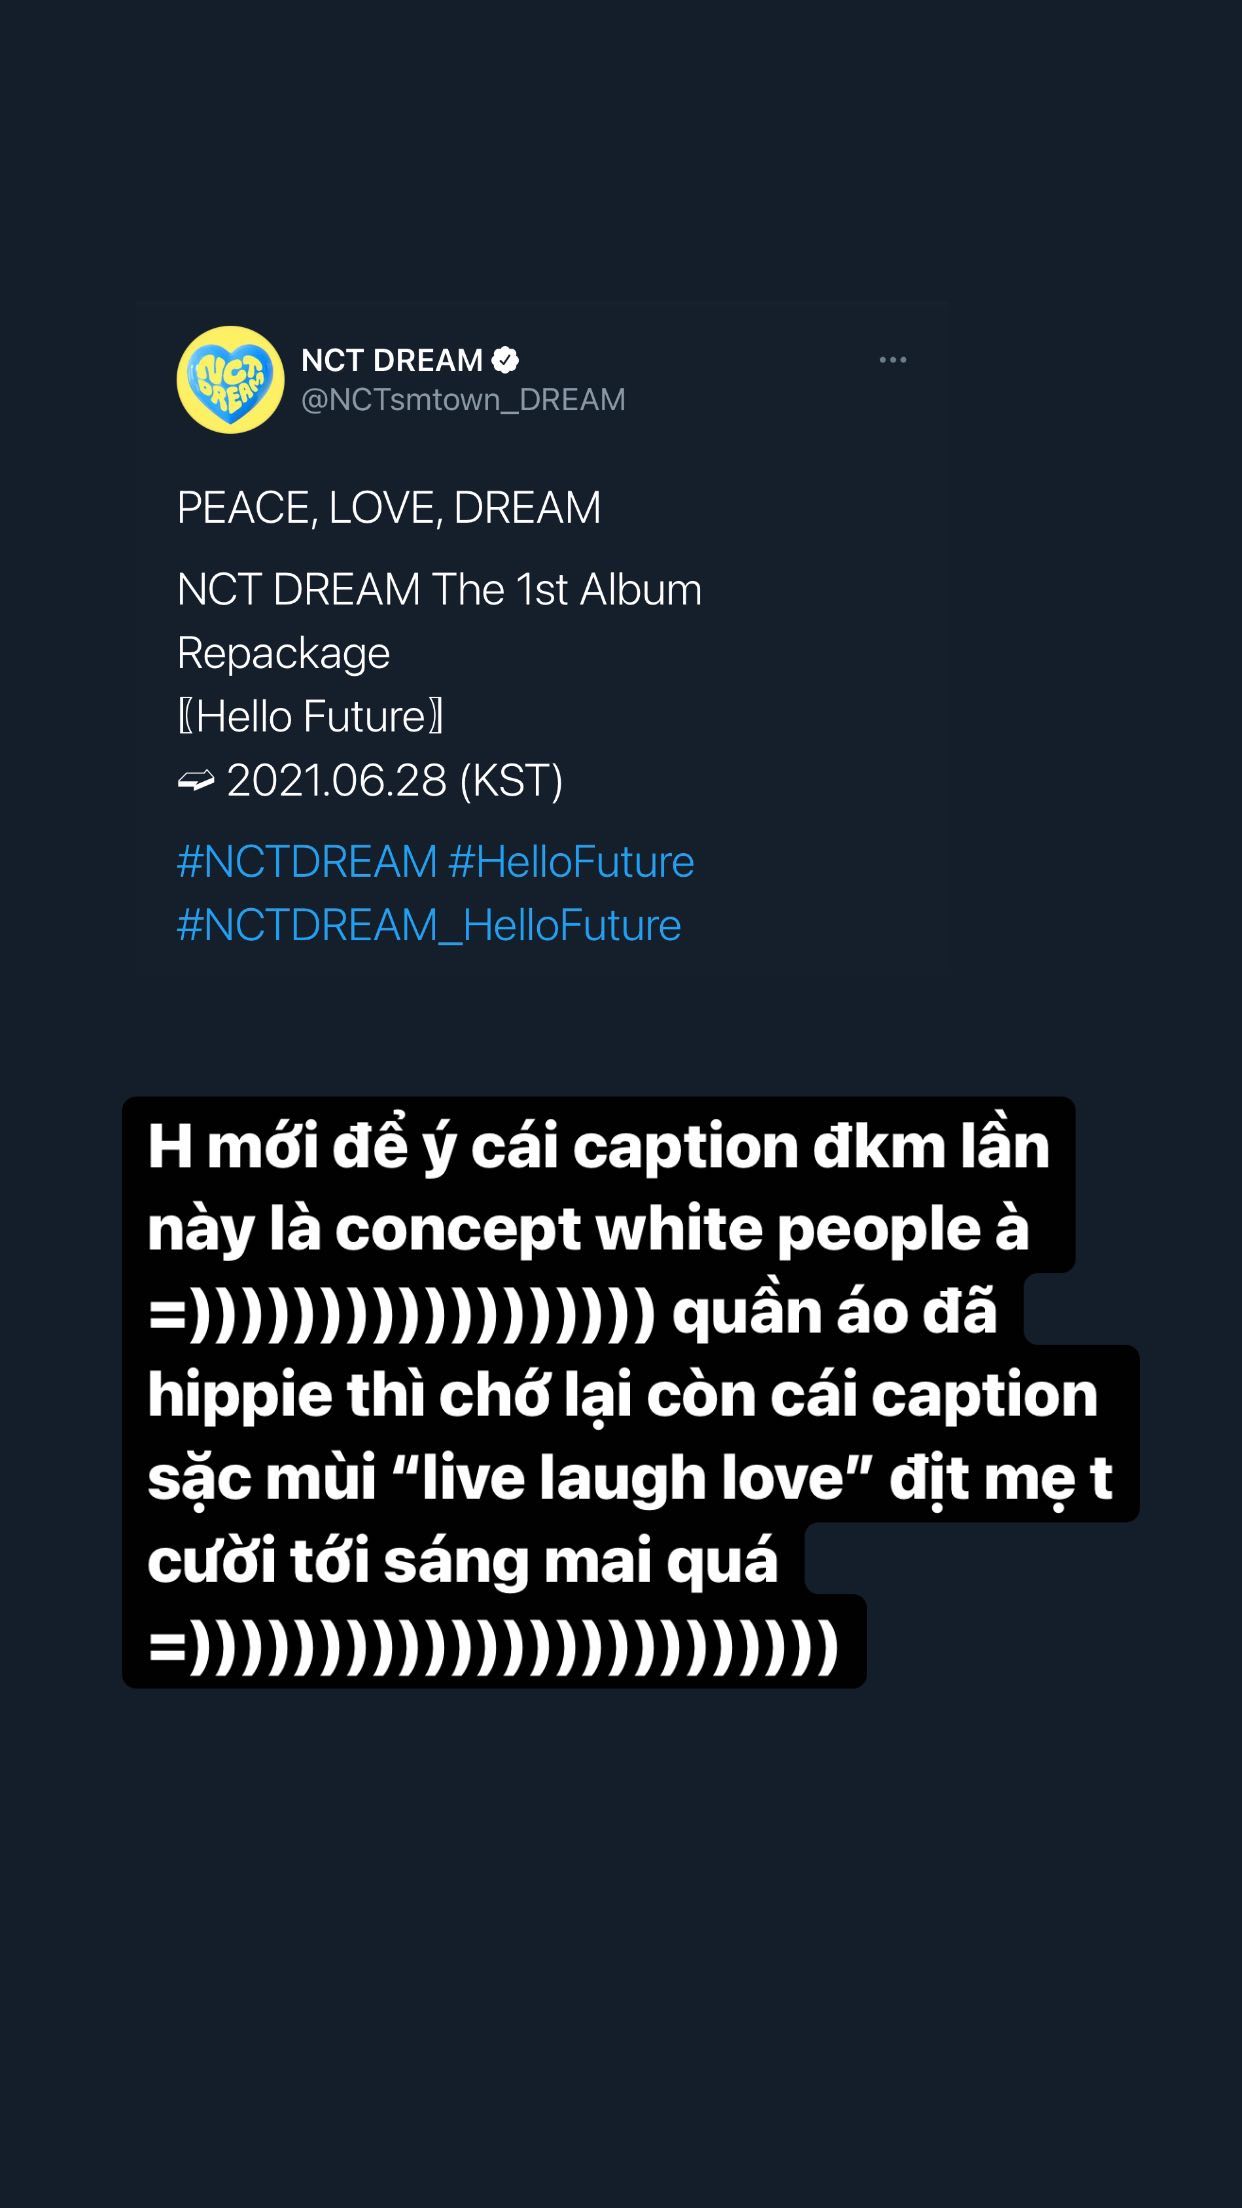 NCT DREAM
NCT DREAM
@NCTsmtown_DREAM
PEACE, LOVE, DREAM
NCT DREAM The 1st Album
Repackage
〖Hello Future〗
➫ 2021.06.28 (KST)
#NCTDREAM #HelloFuture
#NCTDREAM_HelloFuture
H mới để ý cái caption đkm lần
này là concept white people à
=)))))))))))))))))) quần áo đã
hippie thì chớ lại còn cái caption
sặc mùi “live laugh love” địt mẹ t
cười tới sáng mai quá
=)))))))))))))))))))))))))